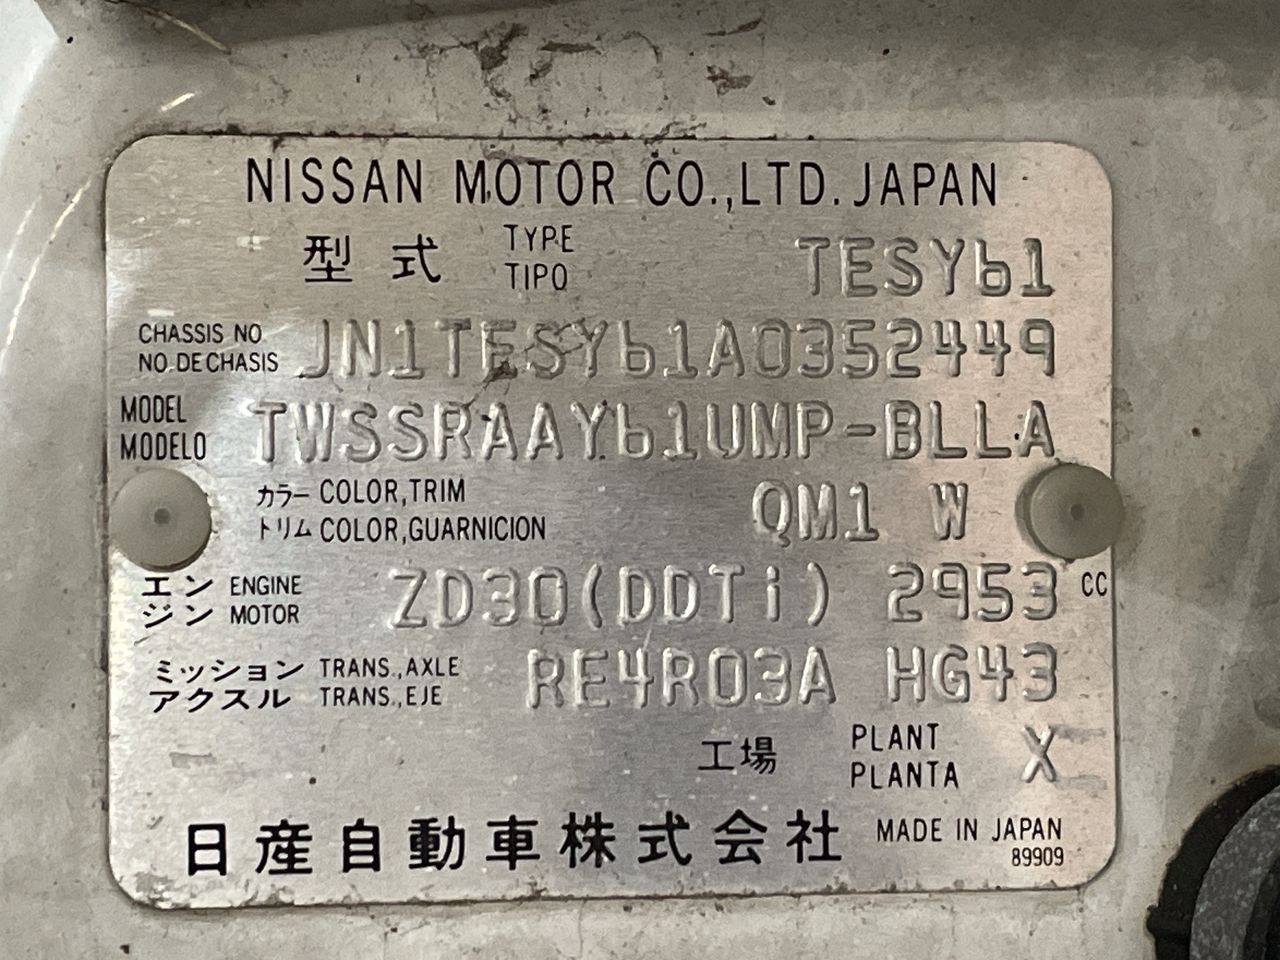 NISSAN MOTOR CO.,LTD. JAPAN
型式 TYPE TIPO TESY61
CHASSIS NO
NO. DE CHASIS JN1TESY61A0352449
MODEL
MODELO TWSSRAAY61UMP-BLLA
カラー COLOR,TRIM
トリム COLOR,GUARNICION QM1 W
エン ENGINE
ジン MOTOR ZD30(DDTi) 2953 CC
ミッション TRANS.,AXLE
アクスル TRANS.,EJE RE4R03A HG43
工場 PLANT
PLANTA X
日産自動車株式会社 MADE IN JAPAN
89909